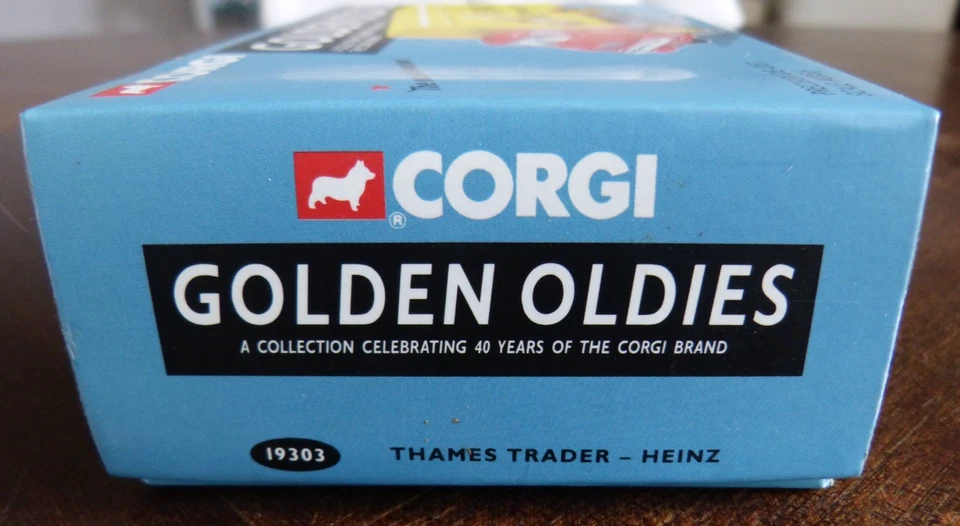 CORGI
®
GOLDEN OLDIES
A COLLECTION CELEBRATING 40 YEARS OF THE CORGI BRAND
19303 THAMES TRADER – HEINZ